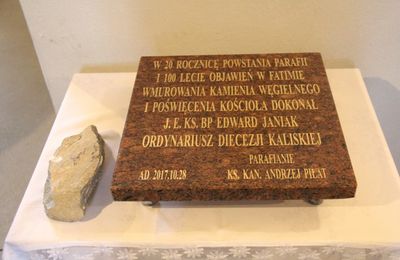 W 20 ROCZNICĘ POWSTANIA PARAFII
I 100 LECIE OBJAWIEŃ W FATIMIE
WMUROWANIA KAMIENIA WĘGIELNEGO
I POŚWIĘCENIA KOŚCIOŁA DOKONAŁ
J. E. KS. BP EDWARD JANIAK
ORDYNARIUSZ DIECEZJI KALISKIEJ
PARAFIANIE
AD. 2017.10.28 KS. KAN. ANDRZEJ PIŁAT